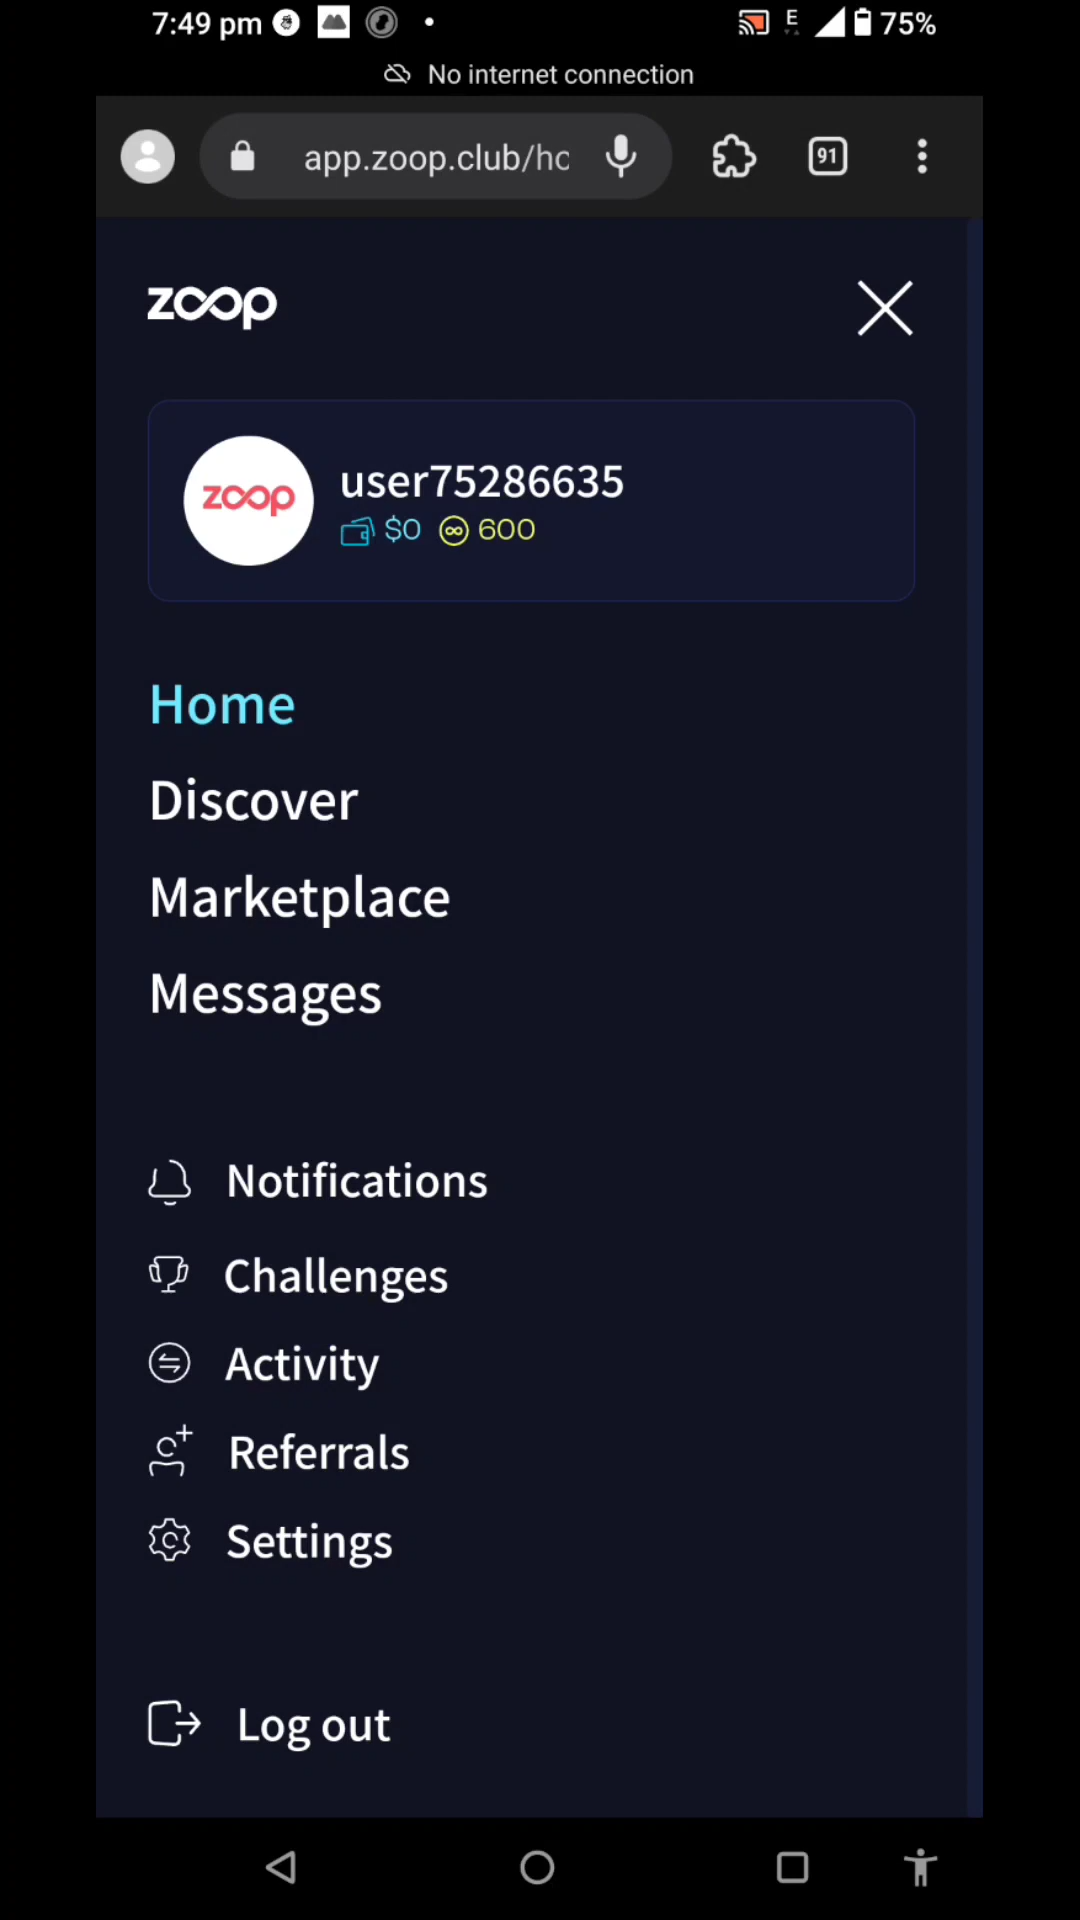 7:49 pm E 75%
No internet connection
app.zoop.club/ho 91
zoop
zoop
user75286635
$0 600
Home
Discover
Marketplace
Messages
Notifications
Challenges
Activity
Referrals
Settings
Log out